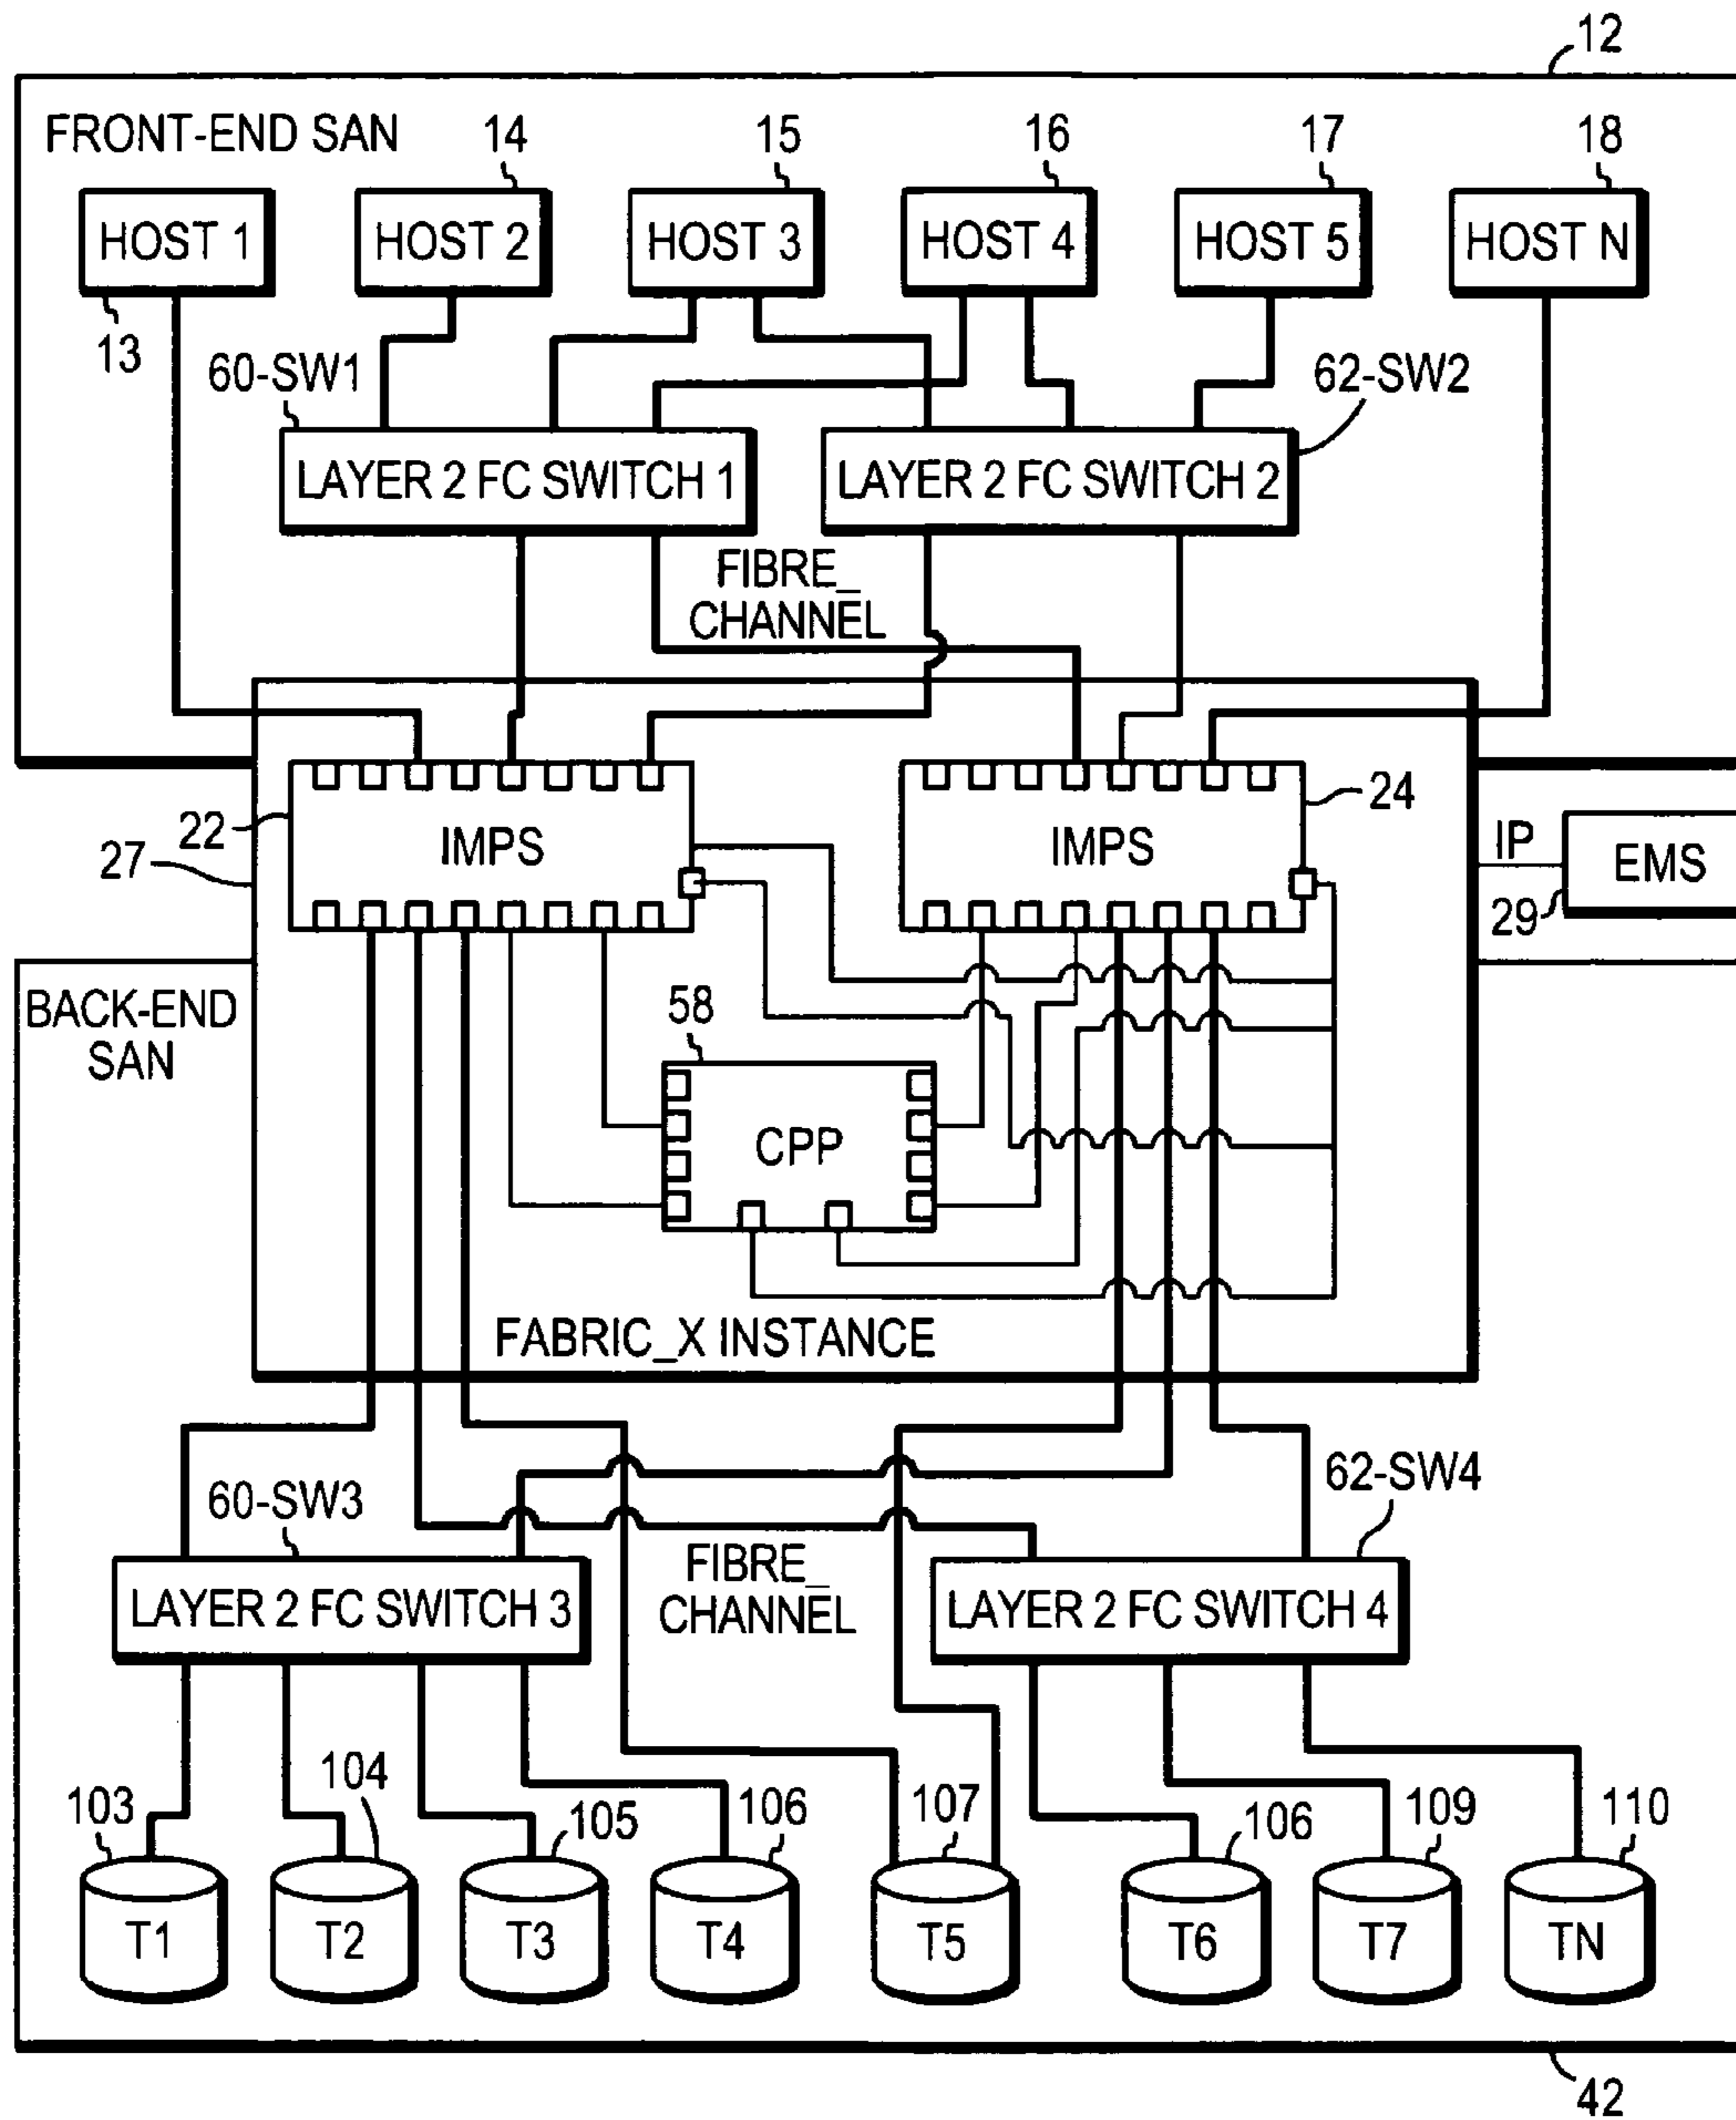 12
FRONT-END SAN
14
15
16
17
18
HOST 1
HOST 2
HOST 3
HOST 4
HOST 5
HOST N
13
60-SW1
62-SW2
LAYER 2 FC SWITCH 1
LAYER 2 FC SWITCH 2
FIBRE_
CHANNEL
22
IMPS
24
IMPS
27
IP
EMS
29
BACK-END
SAN
58
CPP
FABRIC_X INSTANCE
60-SW3
62-SW4
LAYER 2 FC SWITCH 3
FIBRE_
CHANNEL
LAYER 2 FC SWITCH 4
103
104
105
106
107
106
109
110
T1
T2
T3
T4
T5
T6
T7
TN
42